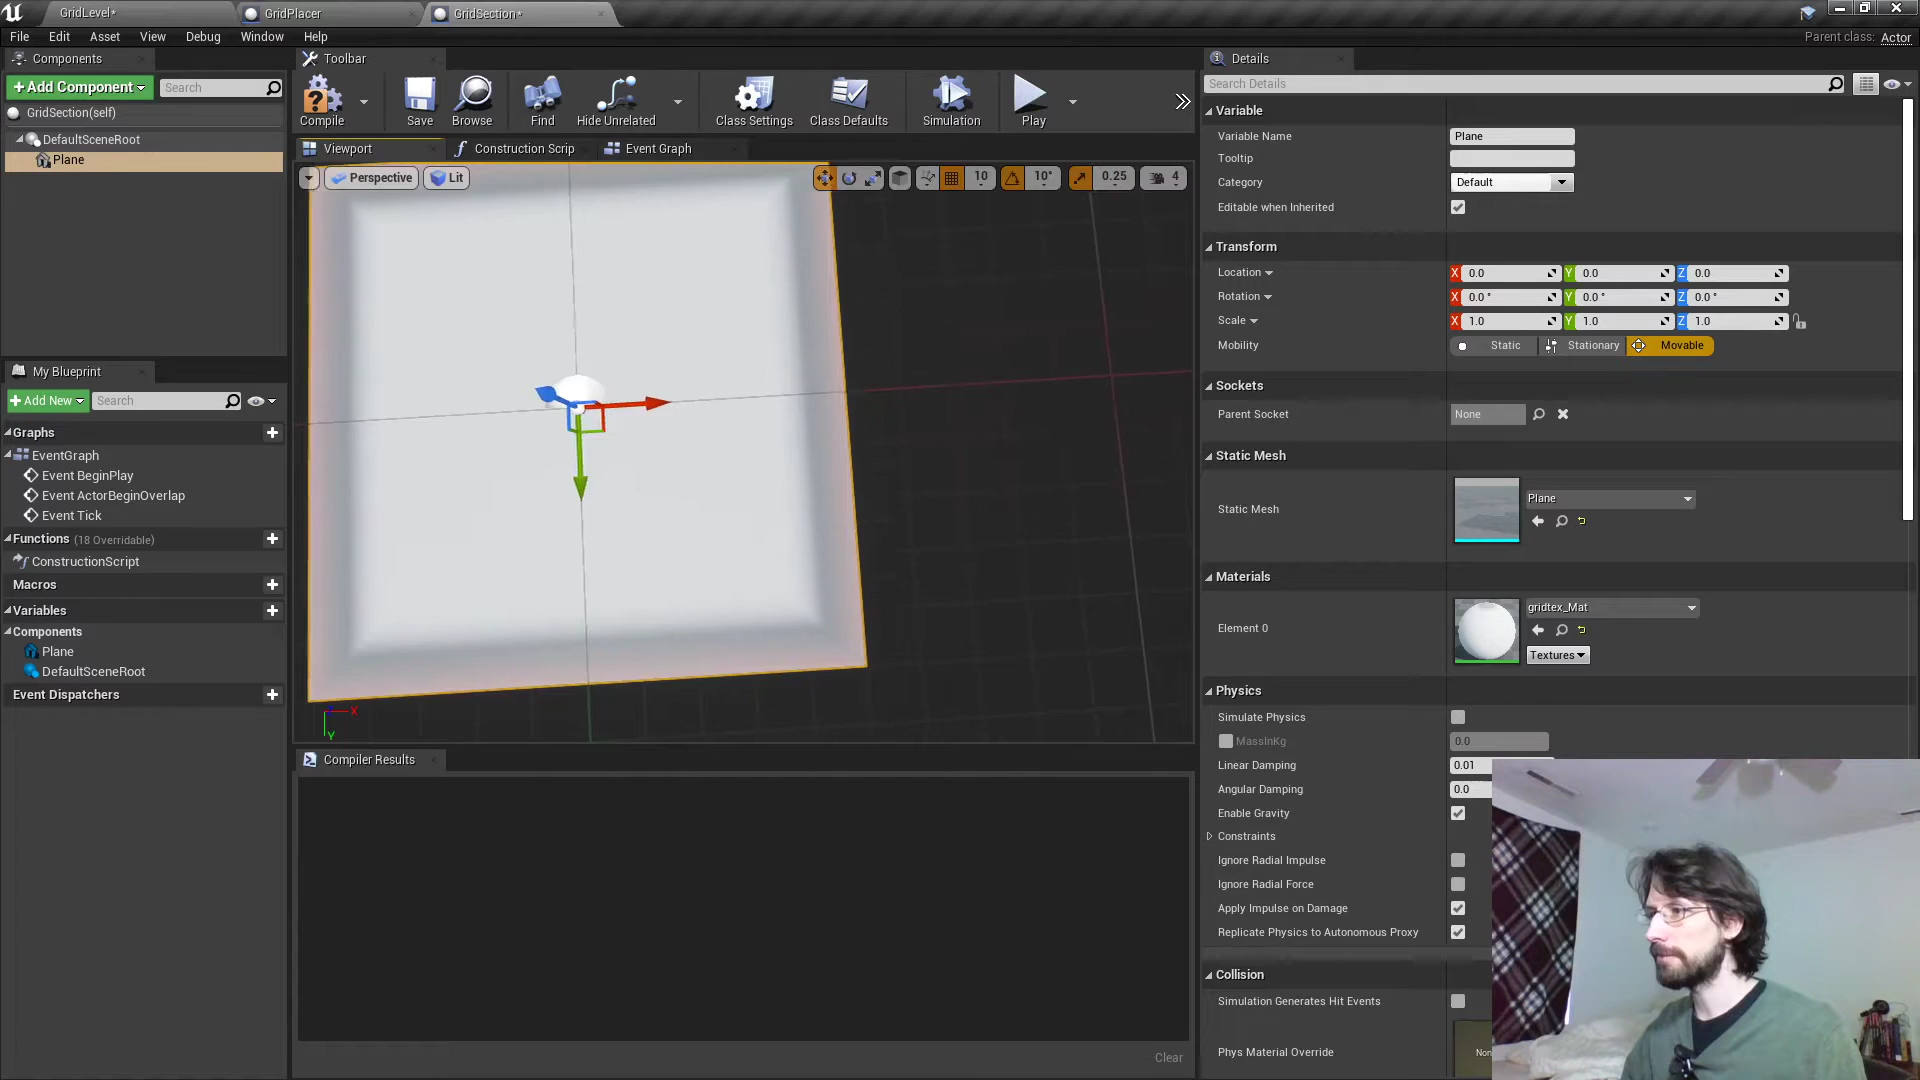 GridLevel*
GridPlacer
GridSection*
File Edit Asset View Debug Window Help
Parent class: Actor
Components
Toolbar
Details
+Add Component
Search
GridSection(self)
DefaultSceneRoot
Plane
Compile
Save
Browse
Find
Hide Unrelated
Class Settings
Class Defaults
Simulation
Play
Viewport
Construction Scrip
Event Graph
Perspective
Lit
10
10°
0.25
4
X
Y
My Blueprint
+Add New
Search
Graphs
EventGraph
Event BeginPlay
Event ActorBeginOverlap
Event Tick
Functions (18 Overridable)
ConstructionScript
Macros
Variables
Components
Plane
DefaultSceneRoot
Event Dispatchers
Compiler Results
Clear
Search Details
Variable
Variable Name Plane
Tooltip
Category Default
Editable when Inherited
Transform
Location X 0.0 Y 0.0 Z 0.0
Rotation X 0.0 ° Y 0.0 ° Z 0.0 °
Scale X 1.0 Y 1.0 Z 1.0
Mobility Static Stationary Movable
Sockets
Parent Socket None
Static Mesh
Static Mesh Plane
Materials
Element 0 gridtex_Mat
Textures
Physics
Simulate Physics
MassInKg 0.0
Linear Damping 0.01
Angular Damping 0.0
Enable Gravity
Constraints
Ignore Radial Impulse
Ignore Radial Force
Apply Impulse on Damage
Replicate Physics to Autonomous Proxy
Collision
Simulation Generates Hit Events
Phys Material Override